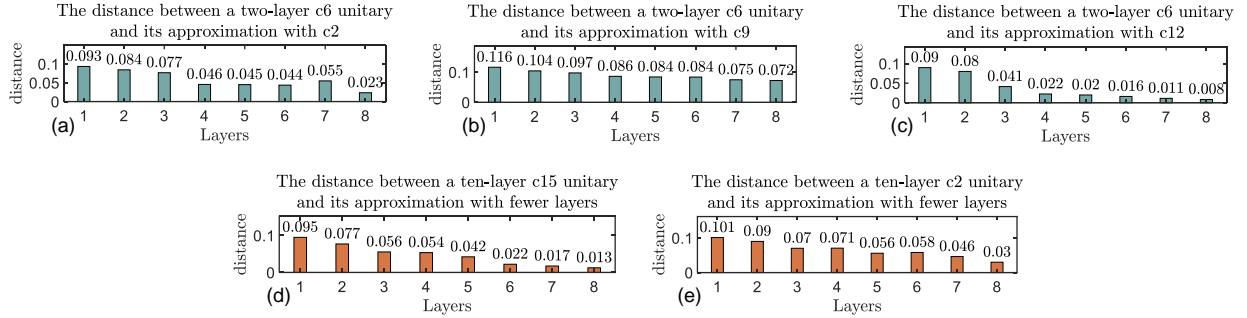 The distance between a two-layer c6 unitary
and its approximation with c2
0.093 0.084 0.077 0.046 0.045 0.044 0.055 0.023
distance
0.1
0.05
0
1 2 3 4 5 6 7 8
(a)
Layers
The distance between a two-layer c6 unitary
and its approximation with c9
0.116 0.104 0.097 0.086 0.084 0.084 0.075 0.072
distance
0.1
0
1 2 3 4 5 6 7 8
(b)
Layers
The distance between a two-layer c6 unitary
and its approximation with c12
0.09 0.08 0.041 0.022 0.02 0.016 0.011 0.008
distance
0.1
0.05
0
1 2 3 4 5 6 7 8
(c)
Layers
The distance between a ten-layer c15 unitary
and its approximation with fewer layers
0.095 0.077 0.056 0.054 0.042 0.022 0.017 0.013
distance
0.1
0
1 2 3 4 5 6 7 8
(d)
Layers
The distance between a ten-layer c2 unitary
and its approximation with fewer layers
0.101 0.09 0.07 0.071 0.056 0.058 0.046 0.03
distance
0.1
0
1 2 3 4 5 6 7 8
(e)
Layers